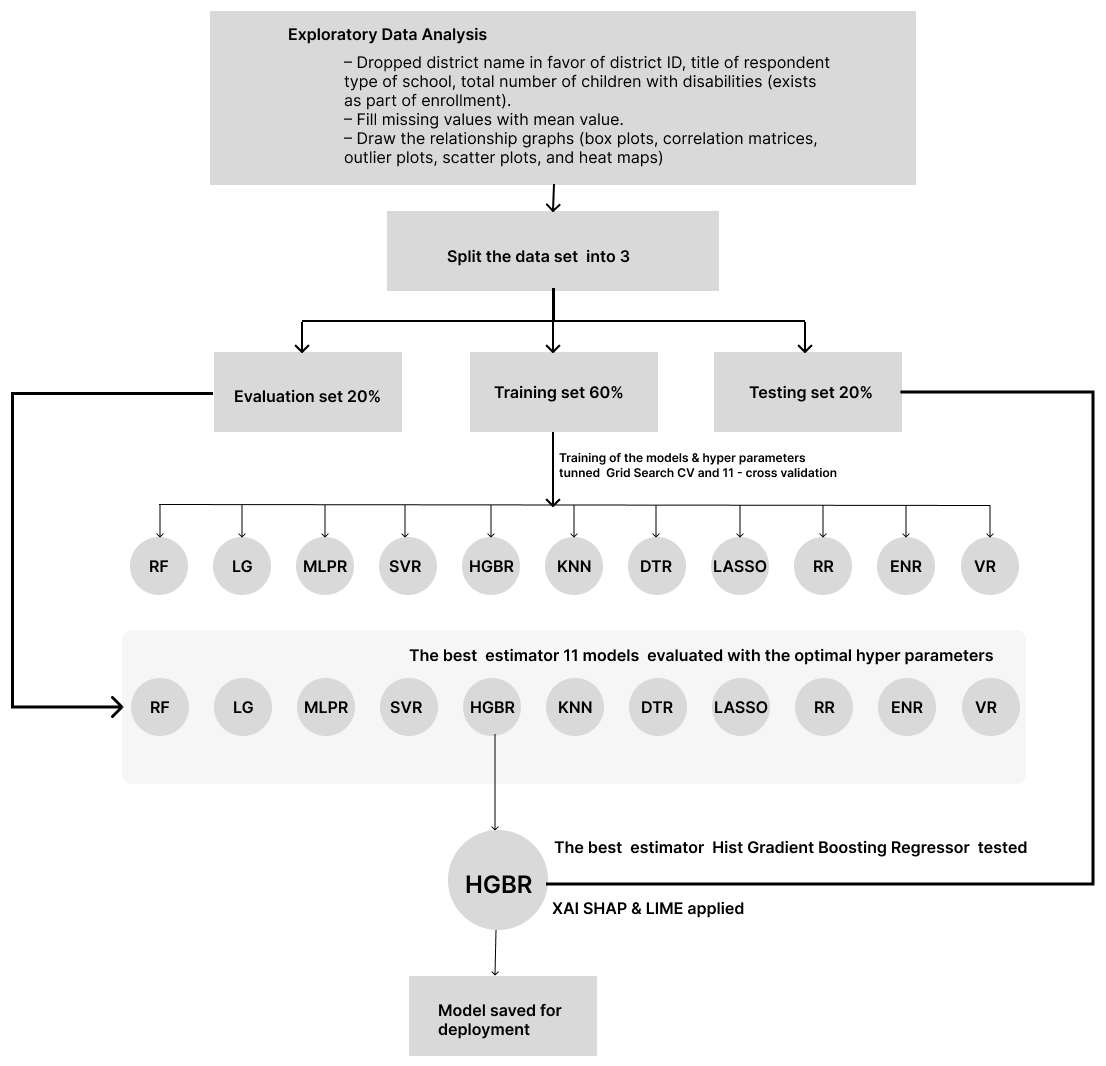 Exploratory Data Analysis
– Dropped district name in favor of district ID, title of respondent
type of school, total number of children with disabilities (exists
as part of enrollment).
– Fill missing values with mean value.
– Draw the relationship graphs (box plots, correlation matrices,
outlier plots, scatter plots, and heat maps)
Split the data set into 3
Evaluation set 20%
Training set 60%
Testing set 20%
Training of the models & hyper parameters
tunned Grid Search CV and 11 - cross validation
RF
LG
MLPR
SVR
HGBR
KNN
DTR
LASSO
RR
ENR
VR
The best estimator 11 models evaluated with the optimal hyper parameters
RF
LG
MLPR
SVR
HGBR
KNN
DTR
LASSO
RR
ENR
VR
The best estimator Hist Gradient Boosting Regressor tested
HGBR
XAI SHAP & LIME applied
Model saved for
deployment